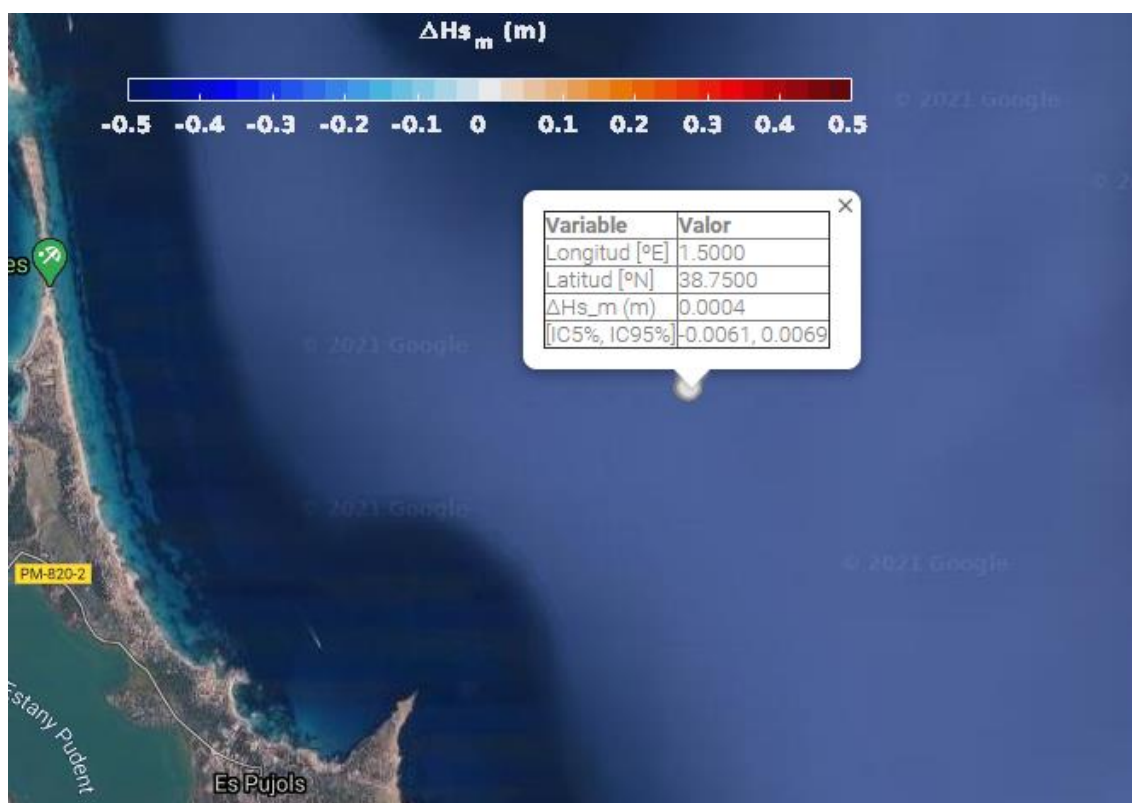 ΔHs_m (m)
-0.5 -0.4 -0.3 -0.2 -0.1 0 0.1 0.2 0.3 0.4 0.5
© 2021 Google
© 2
×
Variable Valor
Longitud [ºE] 1.5000
Latitud [ºN] 38.7500
ΔHs_m (m) 0.0004
[IC5%, IC95%] -0.0061, 0.0069
es
© 2021 Google
© 2021 Google
© 2021 Google
PM-820-2
Estany Pudent
Es Pujols